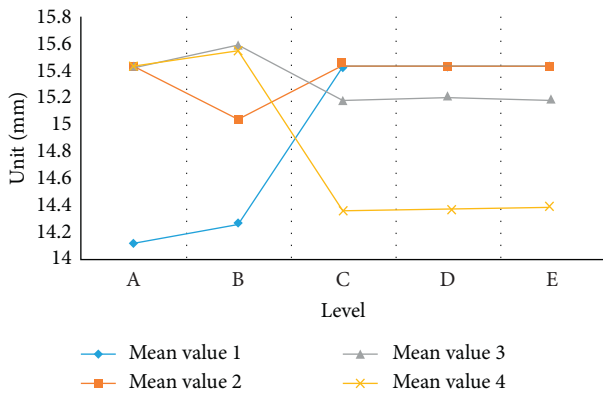 15.8
15.6
15.4
15.2
15
14.8
14.6
14.4
14.2
14
Unit (mm)
A B C D E
Level
Mean value 1 Mean value 3
Mean value 2 Mean value 4